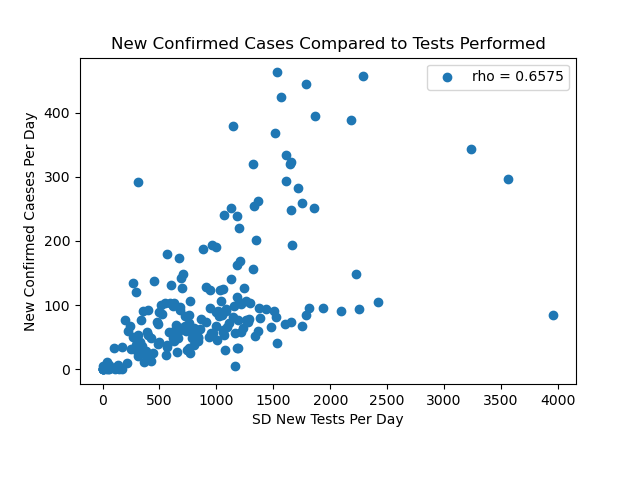 New Confirmed Cases Compared to Tests Performed
rho = 0.6575
New Confirmed Caeses Per Day
400
300
200
100
0
0 500 1000 1500 2000 2500 3000 3500 4000
SD New Tests Per Day